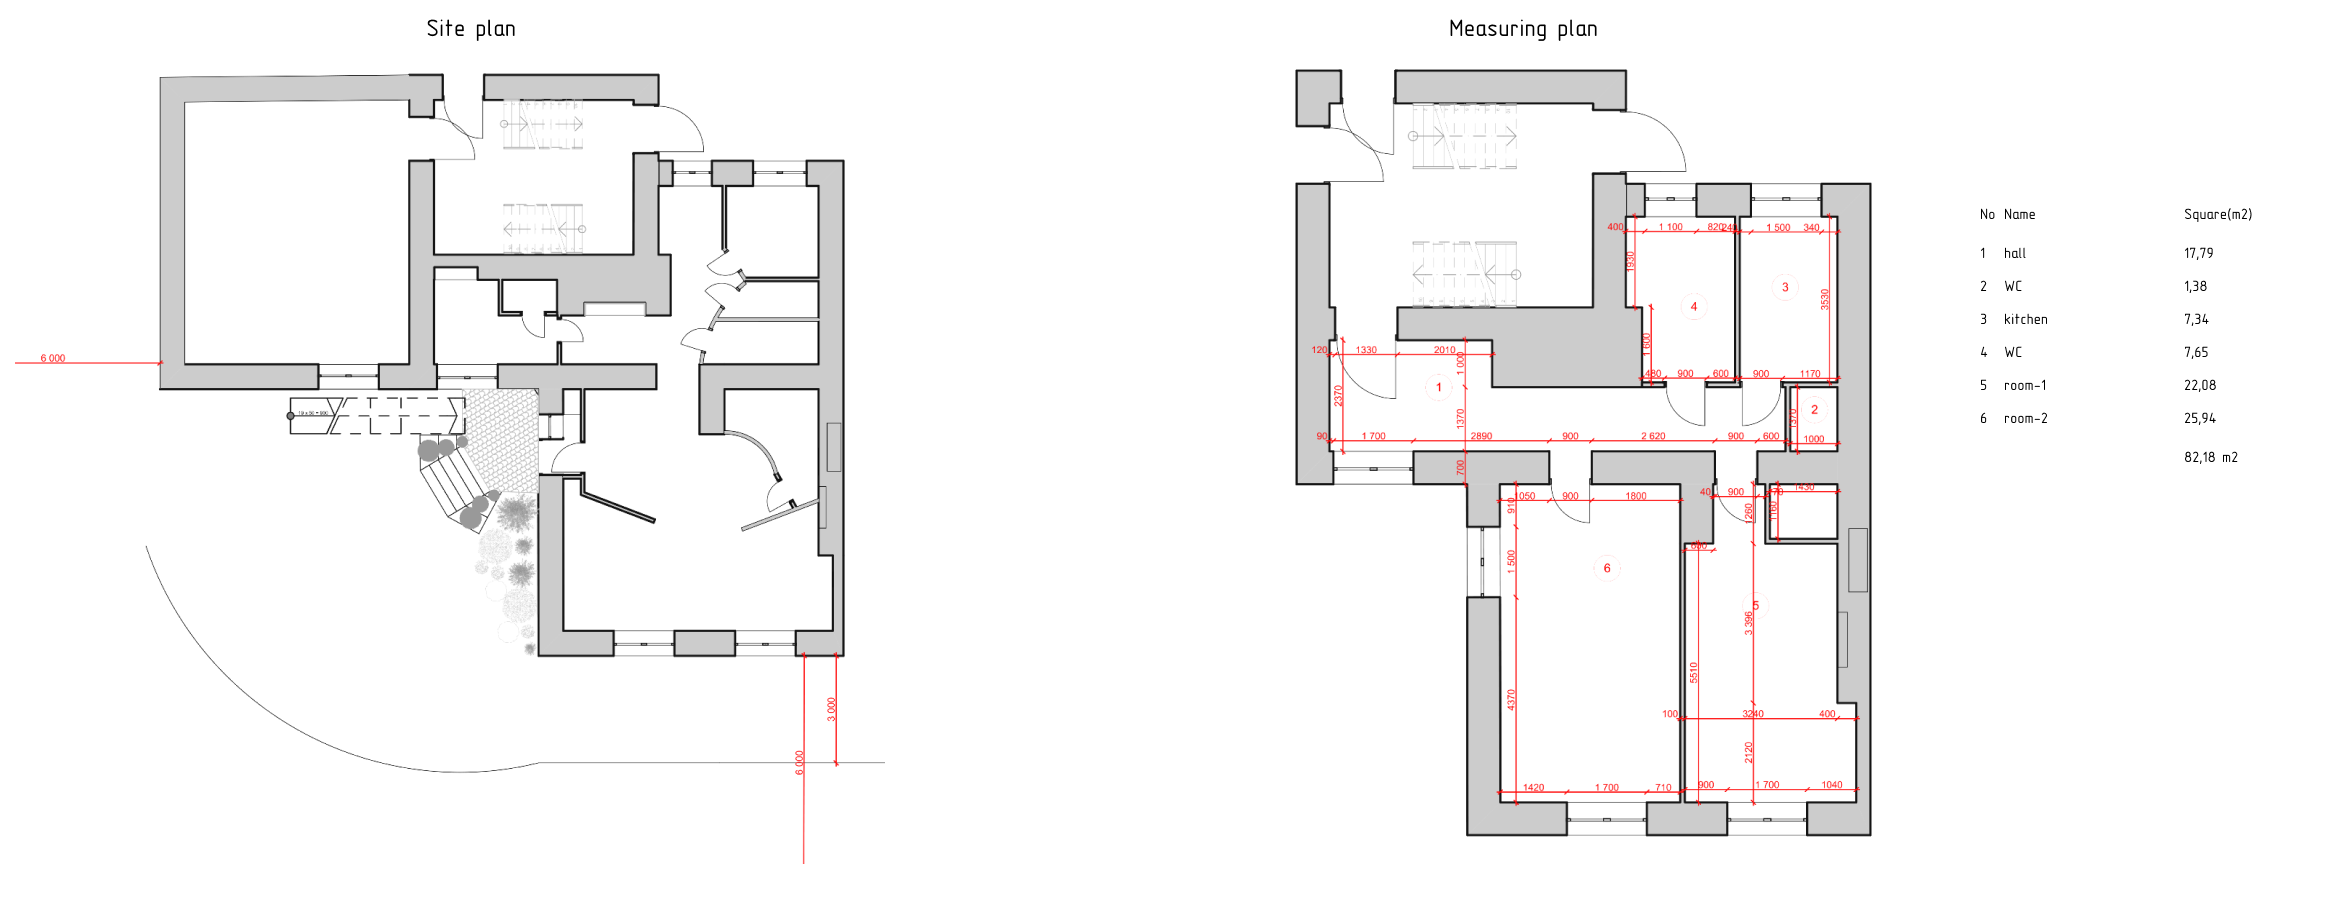 Site plan
Measuring plan
No Name Square(m2)
1 hall 17,79
2 WC 1,38
3 kitchen 7,34
4 WC 7,65
5 room-1 22,08
6 room-2 25,94
82,18 m2
6 000
3 000
6 000
400 1 100 820 240 1 500 340
1930
3530
3
4
1 600
480 900 600 900 1170
120 1330 2010
1 000
2370
1
1370
1370
2
1000
90 1 700 2890 900 2 620 900 600
700
1050 900 1800
910
40 900 1430
1260
1160
680
1 500
6
5
3 396
5510
4370
100 3240 400
2120
1420 1 700 710 900 1 700 1040